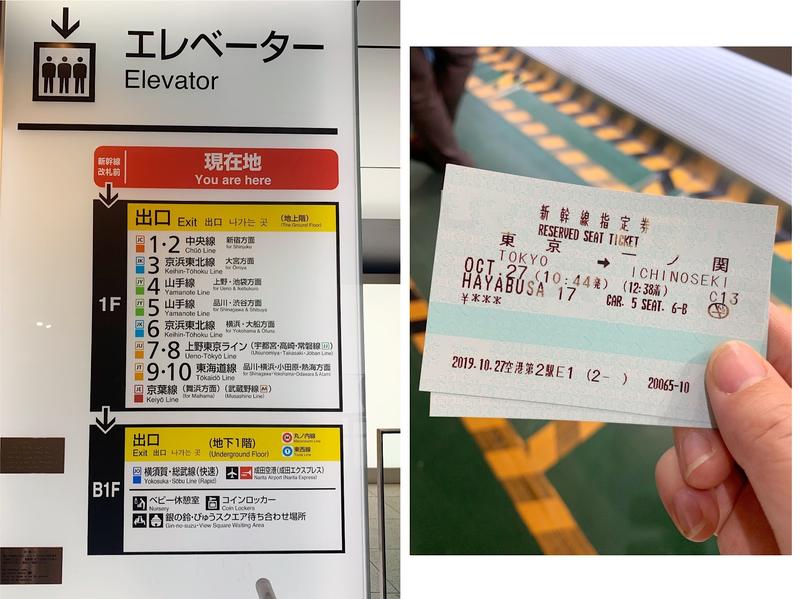 エレベーター
Elevator
新幹線
改札前
現在地
You are here
1F
出口 Exit 出口 나가는 곳 (地上階)
(The Ground Floor)
JC 1・2 中央線 新宿方面
Chūō Line for Shinjuku
JK 3 京浜東北線 大宮方面
Keihin-Tōhoku Line for Ōmiya
JY 4 山手線 上野・池袋方面
Yamanote Line for Ueno & Ikebukuro
JY 5 山手線 品川・渋谷方面
Yamanote Line for Shinagawa & Shibuya
JK 6 京浜東北線 横浜・大船方面
Keihin-Tōhoku Line for Yokohama & Ōfuna
JU 7・8 上野東京ライン (宇都宮・高崎・常磐線)
Ueno-Tōkyō Line (Utsunomiya・Takasaki・Jōban Line)
JT 9・10 東海道線 品川・横浜・小田原・熱海方面
Tōkaidō Line for Shinagawa・Yokohama・Odawara & Atami
JE 京葉線 (舞浜方面) (武蔵野線 M)
Keiyō Line (for Maihama) (Musashino Line)
B1F
出口 (地下1階)
Exit 出口 나가는 곳 (Underground Floor)
丸ノ内線
Marunouchi Line
東西線
Tozai Line
JO 横須賀・総武線(快速) 成田空港(成田エクスプレス)
Yokosuka・Sōbu Line (Rapid) Narita Airport (Narita Express)
ベビー休憩室 コインロッカー
Nursery Coin Lockers
銀の鈴・びゅうスクエア待ち合わせ場所
Gin-no-suzu・View Square Waiting Area
新幹線指定券
RESERVED SEAT TICKET
東京 → 一ノ関
TOKYO ICHINOSEKI
OCT.27 (10:44発) (12:38着) C13
HAYABUSA 17 CAR. 5 SEAT. 6-B
¥***
2019.10.27空港第2駅E1 (2- ) 20065-10